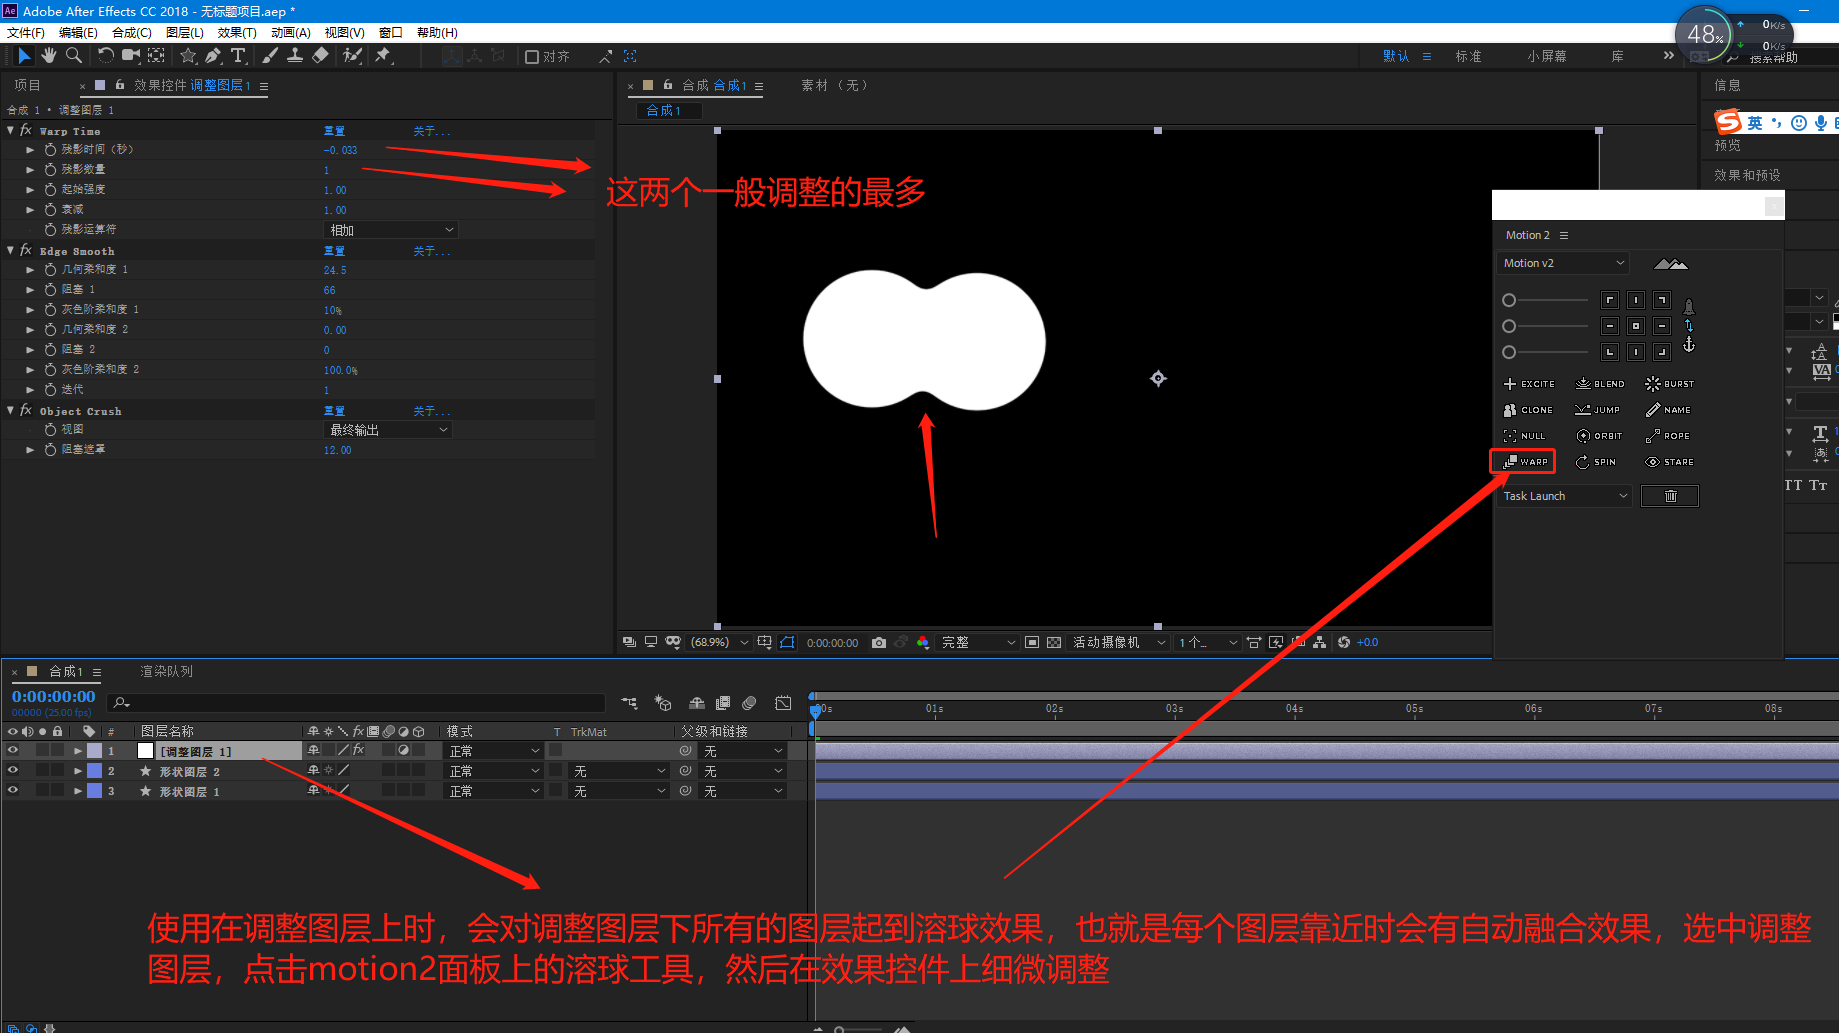 Ae Adobe After Effects CC 2018 - 无标题项目.aep *
文件(F) 编辑(E) 合成(C) 图层(L) 效果(T) 动画(A) 视图(V) 窗口 帮助(H)
48% 0K/s
0K/s
对齐 默认 标准 小屏幕 库 搜索帮助
项目 × 效果控件 调整图层1
合成 1 • 调整图层 1
fx Warp Time 重置 关于...
残影时间（秒） -0.033
残影数量 1
起始强度 1.00
衰减 1.00
残影运算符 相加
fx Edge Smooth 重置 关于...
几何柔和度 1 24.5
阻塞 1 66
灰色阶柔和度 1 10%
几何柔和度 2 0.00
阻塞 2 0
灰色阶柔和度 2 100.0%
迭代 1
fx Object Crush 重置 关于...
视图 最终输出
阻塞遮罩 12.00
这两个一般调整的最多
× 合成 合成1 素材（无）
合成1
(68.9%) 0:00:00:00 完整 活动摄像机 1个... +0.0
信息
英
预览
效果和预设
Motion 2
Motion v2
EXCITE BLEND BURST
CLONE JUMP NAME
NULL ORBIT ROPE
WARP SPIN STARE
Task Launch
TT Tт
× 合成1 渲染队列
0:00:00:00
00000 (25.00 fps)
00s 01s 02s 03s 04s 05s 06s 07s 08s
# 图层名称 模式 T TrkMat 父级和链接
1 [调整图层 1] 正常 无
2 形状图层 2 正常 无 无
3 形状图层 1 正常 无 无
使用在调整图层上时，会对调整图层下所有的图层起到溶球效果，也就是每个图层靠近时会有自动融合效果，选中调整
图层，点击motion2面板上的溶球工具，然后在效果控件上细微调整